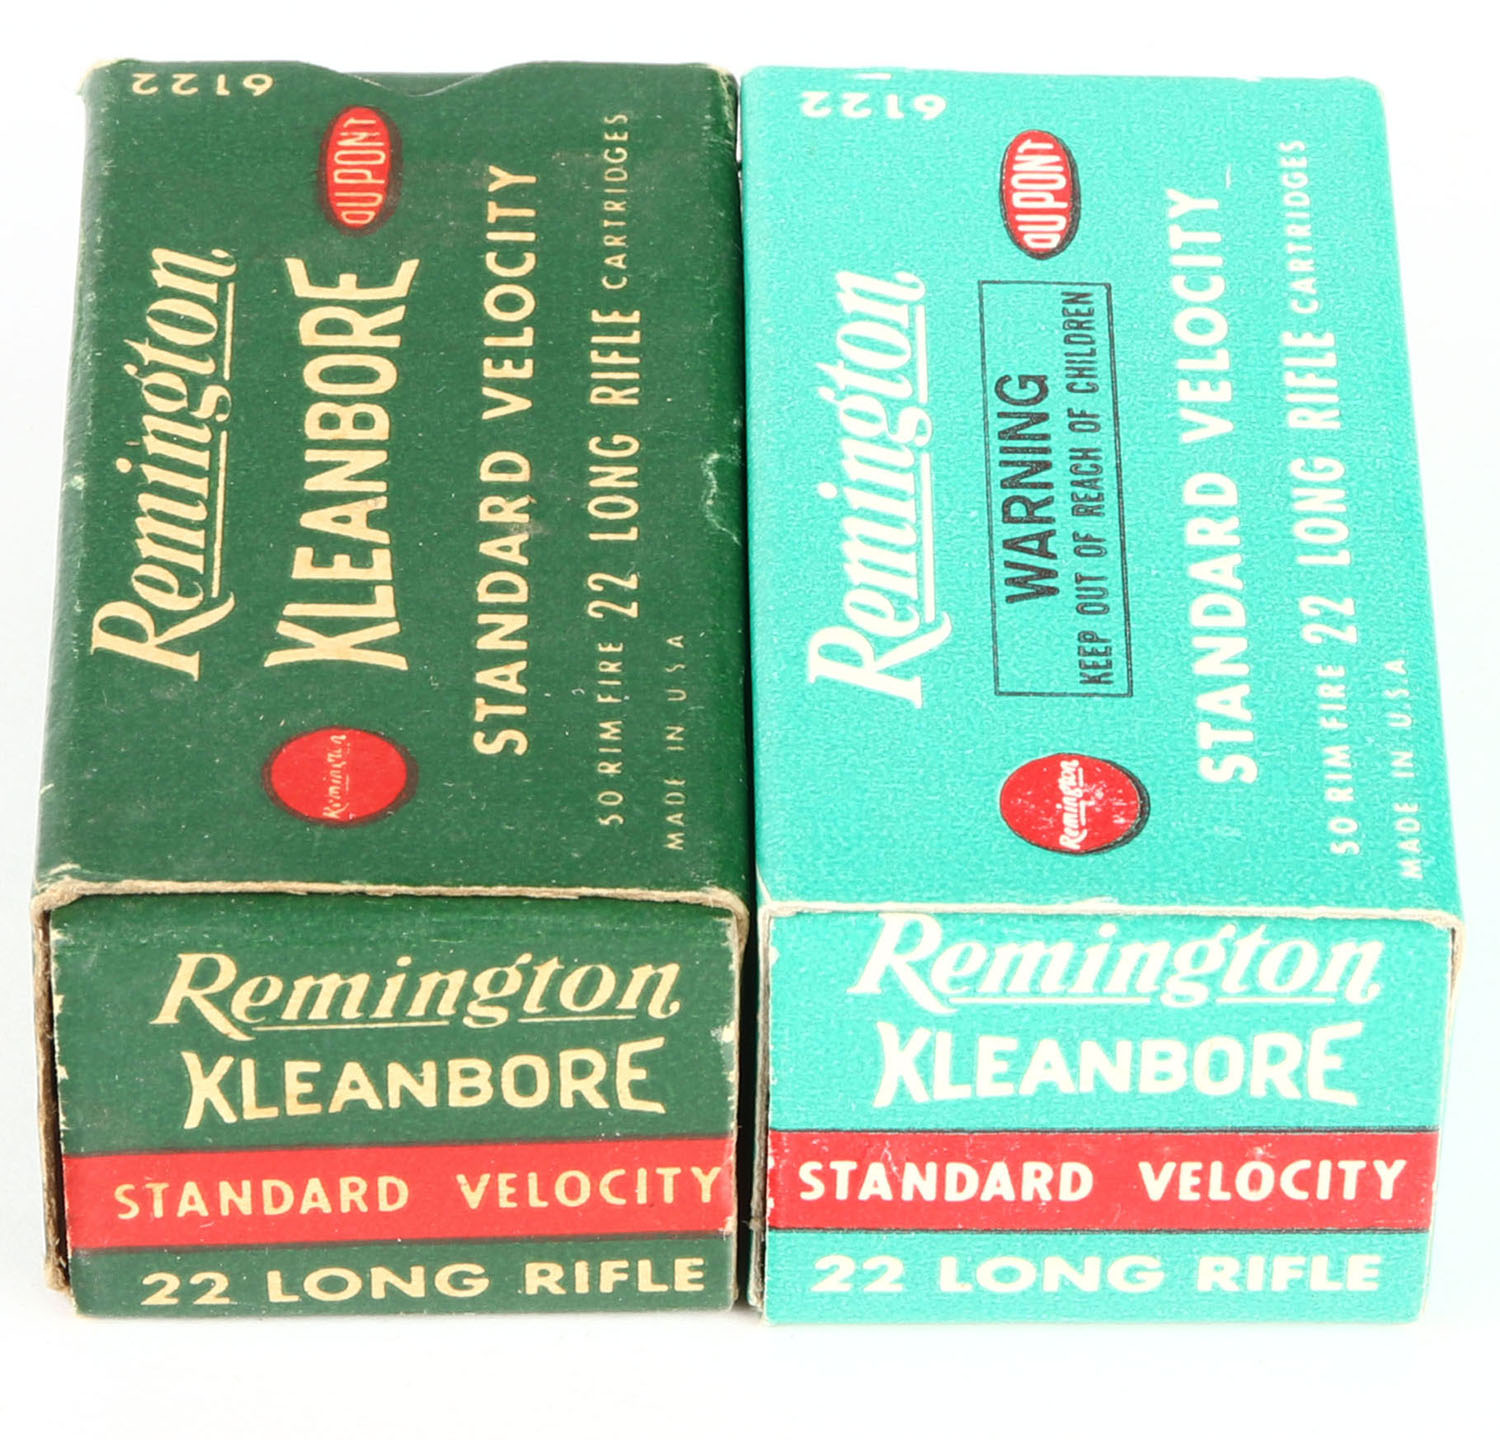 6122
Remington
DUPONT
KLEANBORE
Remington
STANDARD VELOCITY
50 RIM FIRE 22 LONG RIFLE CARTRIDGES
MADE IN U S A
Remington
KLEANBORE
STANDARD VELOCITY
22 LONG RIFLE
6122
Remington
DUPONT
WARNING
KEEP OUT OF REACH OF CHILDREN
Remington
STANDARD VELOCITY
50 RIM FIRE 22 LONG RIFLE CARTRIDGES
MADE IN U.S.A.
Remington
KLEANBORE
STANDARD VELOCITY
22 LONG RIFLE